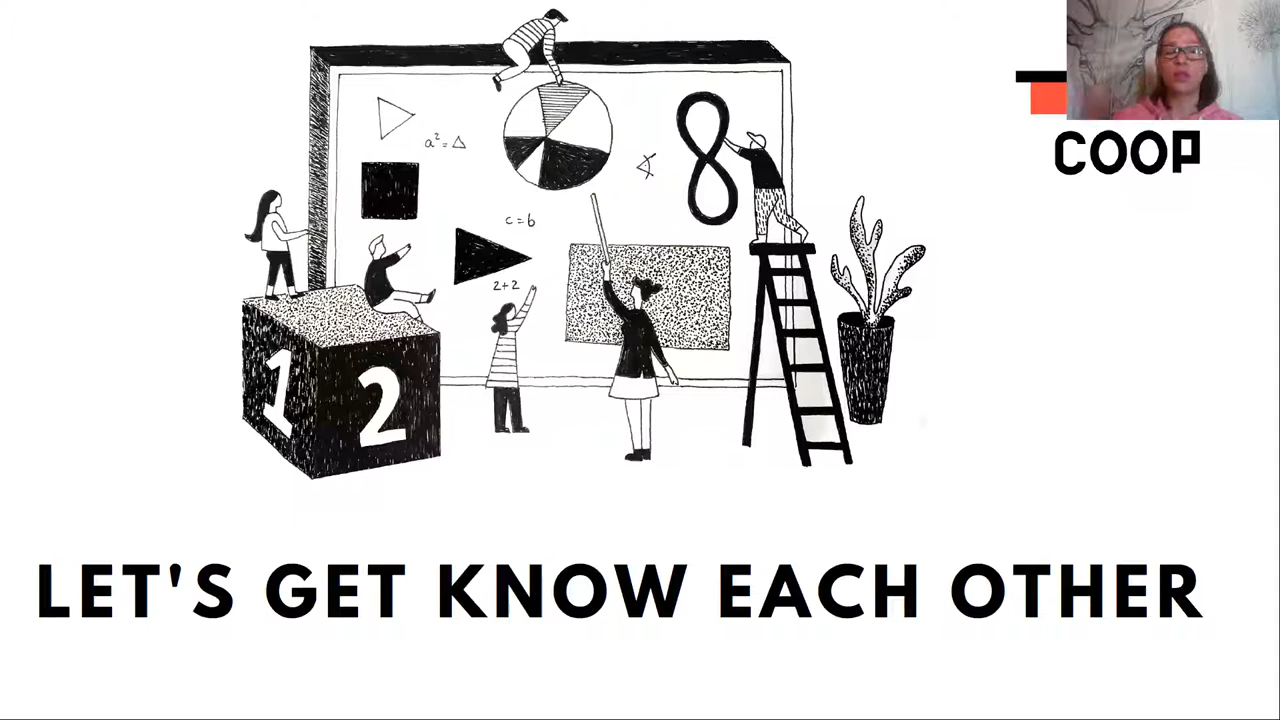 a² = △
8
c = b
2+2
COOP
1 2
LET'S GET KNOW EACH OTHER